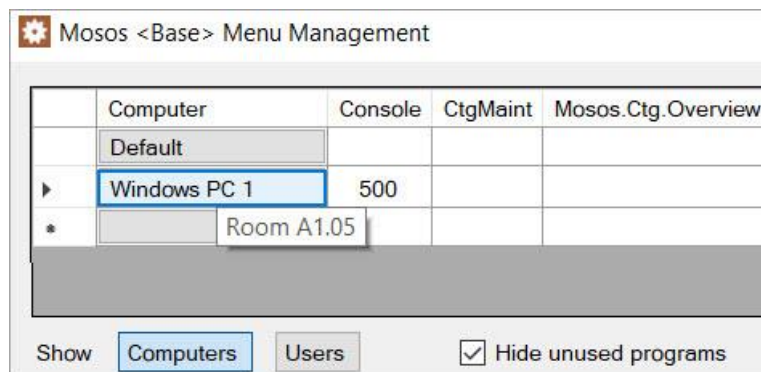 Mosos <Base> Menu Management
Computer Console CtgMaint Mosos.Ctg.Overview
Default
Windows PC 1 500
Room A1.05
Show Computers Users Hide unused programs